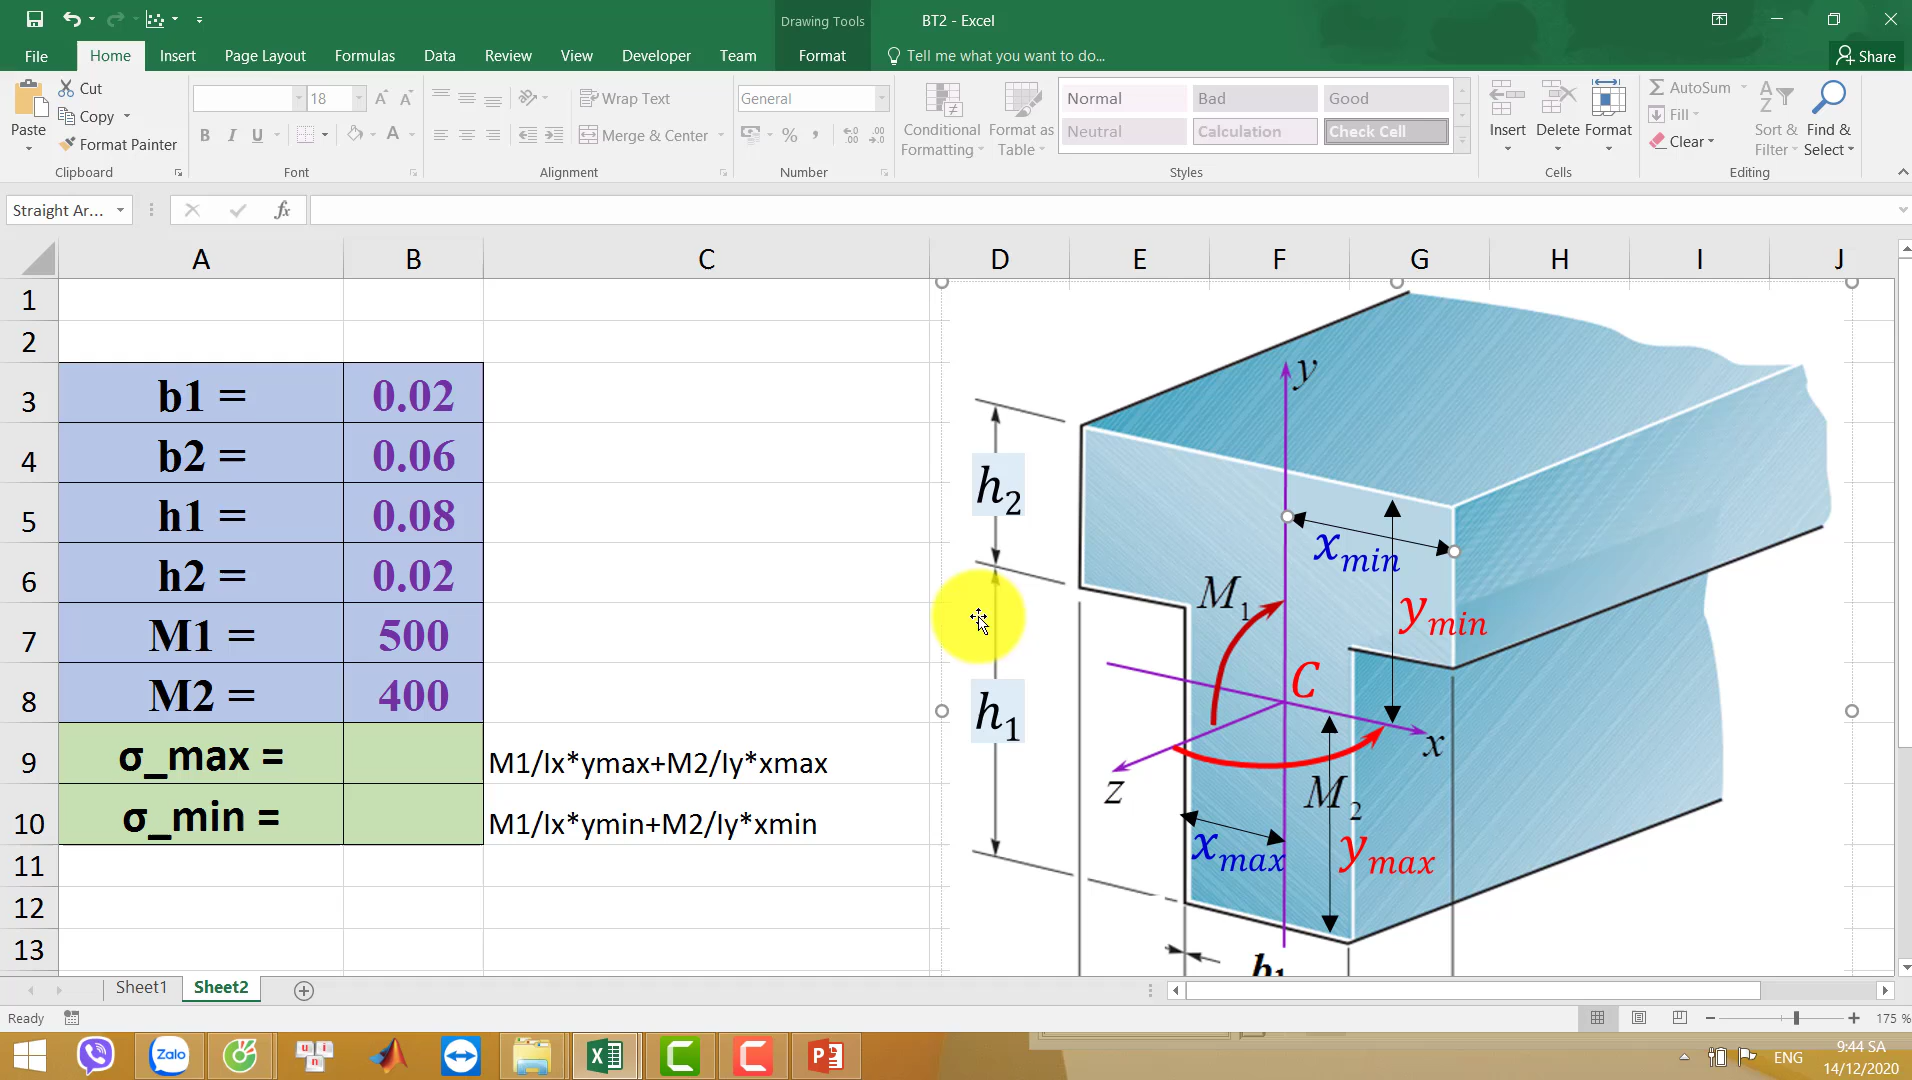 Drawing Tools
BT2 - Excel
File
Home
Insert
Page Layout
Formulas
Data
Review
View
Developer
Team
Format
Tell me what you want to do...
Share
Paste
Cut
Copy
Format Painter
Clipboard
18
B I U
A
Font
Wrap Text
Merge & Center
Alignment
General
%
Number
Conditional Formatting
Format as Table
Normal
Bad
Good
Neutral
Calculation
Check Cell
Styles
Insert
Delete
Format
Cells
AutoSum
Fill
Clear
Sort & Filter
Find & Select
Editing
Straight Ar...
fx
A B C D E F G H I J
1
2
3 b1 = 0.02
4 b2 = 0.06
5 h1 = 0.08
6 h2 = 0.02
7 M1 = 500
8 M2 = 400
9 σ_max = M1/Ix*ymax+M2/Iy*xmax
10 σ_min = M1/Ix*ymin+M2/Iy*xmin
11
12
13
y
h₂
x_min
M₁
y_min
C
h₁
x
z
M₂
x_max
y_max
Sheet1
Sheet2
Ready
175 %
Zalo
u n i n
ENG
9:44 SA
14/12/2020